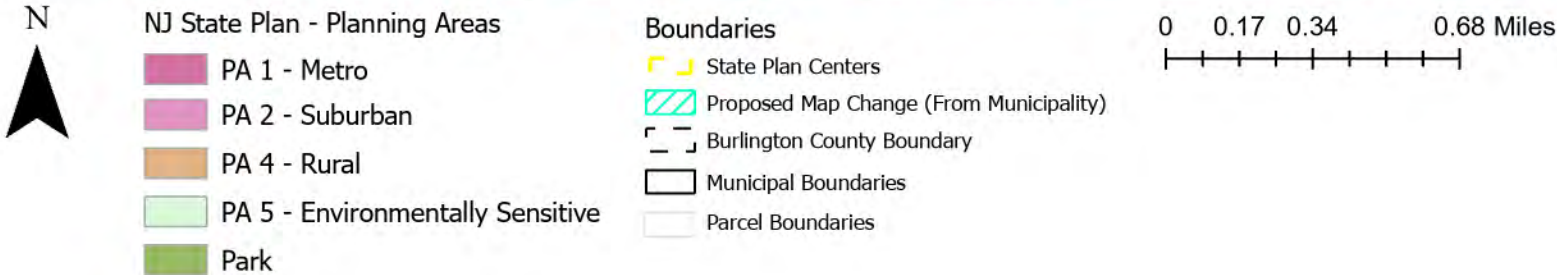 N
NJ State Plan - Planning Areas
PA 1 - Metro
PA 2 - Suburban
PA 4 - Rural
PA 5 - Environmentally Sensitive
Park
Boundaries
State Plan Centers
Proposed Map Change (From Municipality)
Burlington County Boundary
Municipal Boundaries
Parcel Boundaries
0 0.17 0.34 0.68 Miles